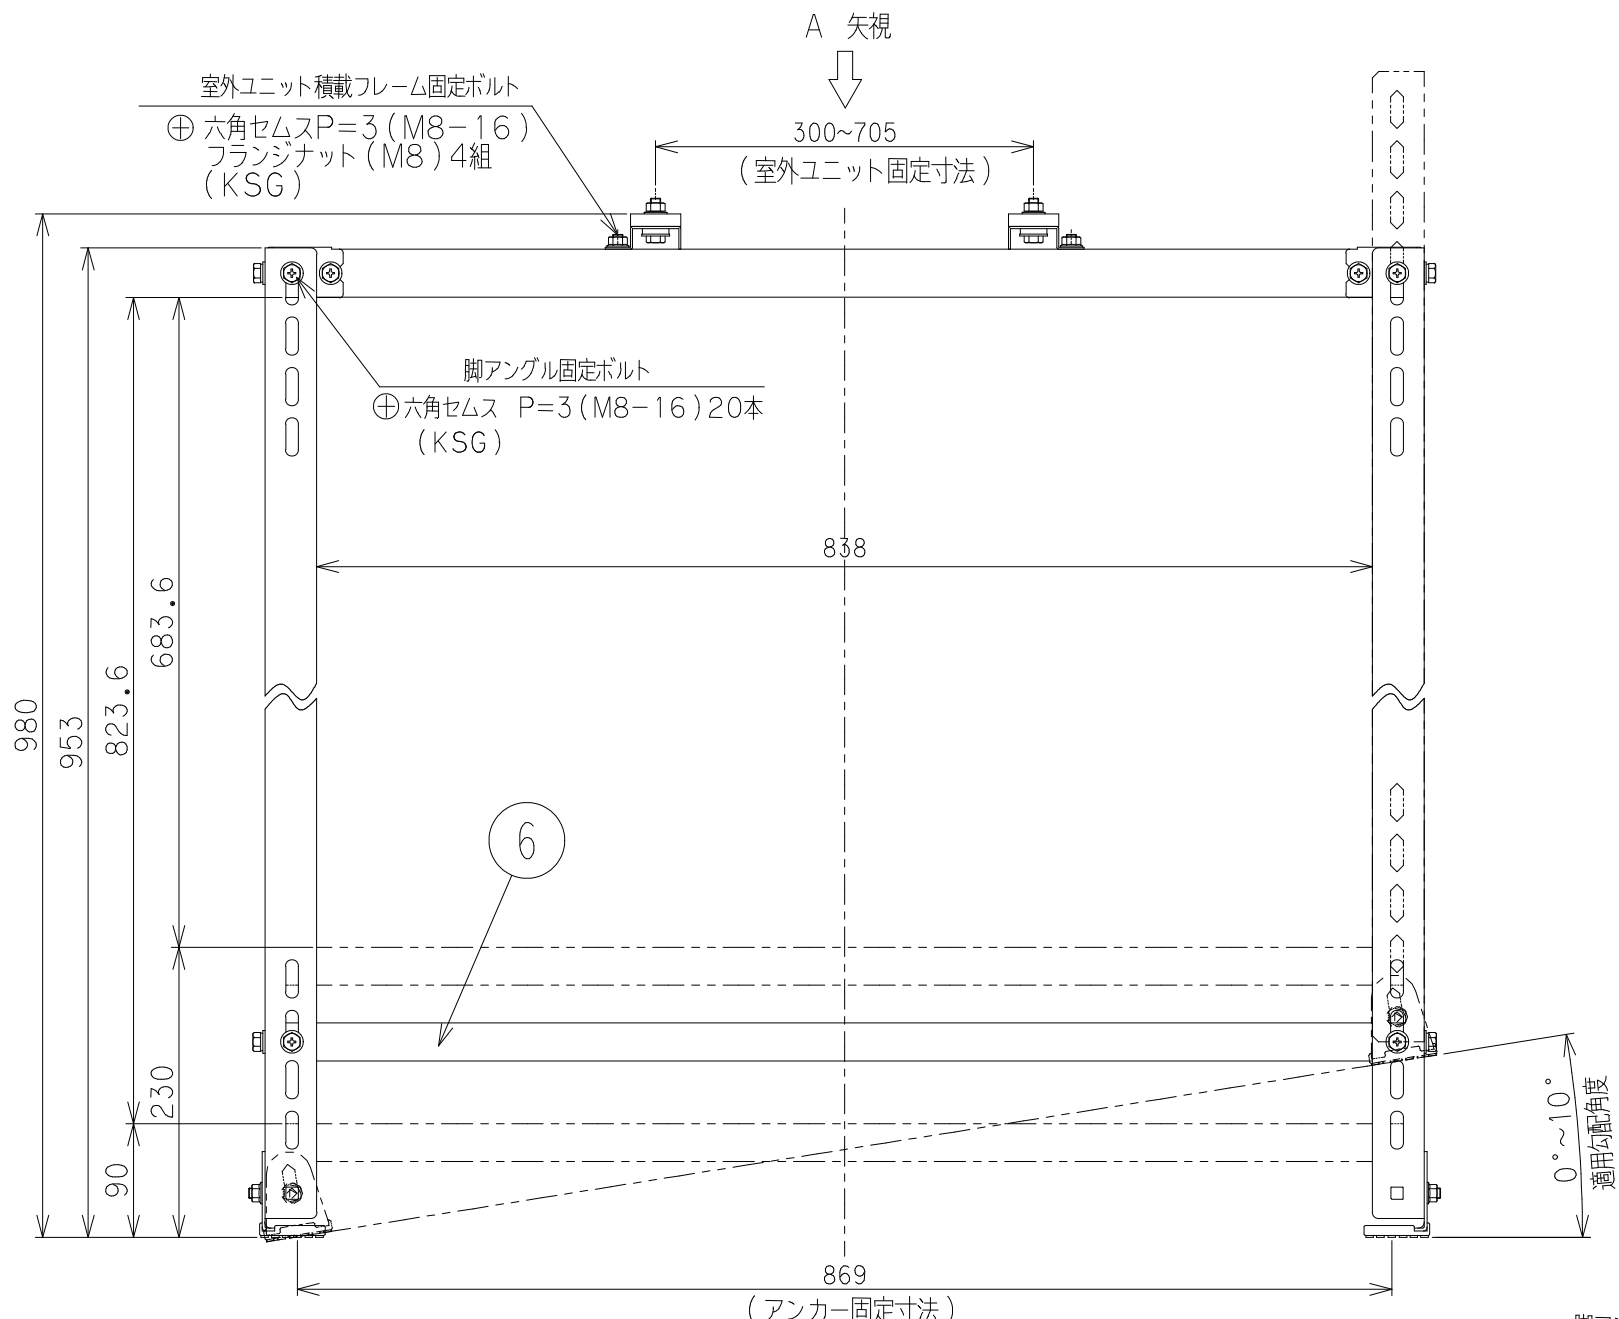 A 矢視
室外ユニット積載フレーム固定ボルト
⊕ 六角セムスP=3(M8-16)
フランジナット(M8)4組
(KSG)
300~705
(室外ユニット固定寸法)
脚アングル固定ボルト
⊕六角セムス P=3(M8-16)20本
(KSG)
838
683.6
823.6
980
953
6
230
90
0°~10°
適用勾配角度
869
(アンカー固定寸法)